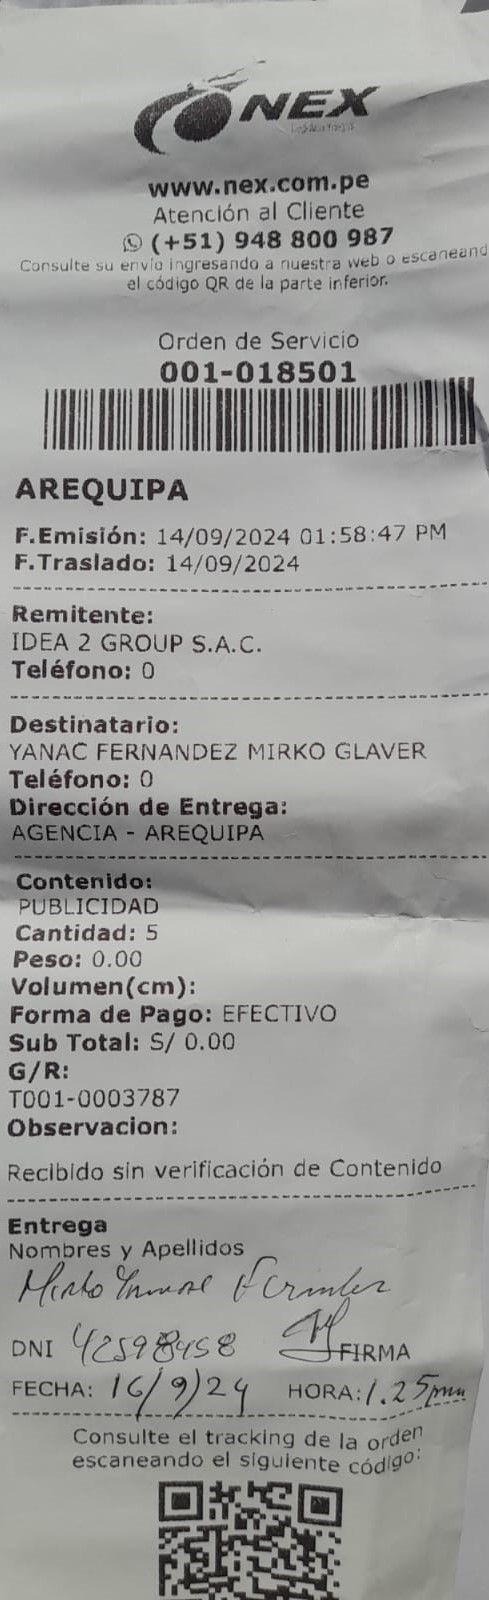 NEX
www.nex.com.pe
Atención al Cliente
(+51) 948 800 987
Consulte su envío ingresando a nuestra web o escaneand
el código QR de la parte inferior.
Orden de Servicio
001-018501
AREQUIPA
F.Emisión: 14/09/2024 01:58:47 PM
F.Traslado: 14/09/2024
Remitente:
IDEA 2 GROUP S.A.C.
Teléfono: 0
Destinatario:
YANAC FERNANDEZ MIRKO GLAVER
Teléfono: 0
Dirección de Entrega:
AGENCIA - AREQUIPA
Contenido:
PUBLICIDAD
Cantidad: 5
Peso: 0.00
Volumen(cm):
Forma de Pago: EFECTIVO
Sub Total: S/ 0.00
G/R:
T001-0003787
Observacion:
Recibido sin verificación de Contenido
Entrega
Nombres y Apellidos
DNI FIRMA
FECHA: 16/9/24 HORA: 1.25pm
Consulte el tracking de la orden
escaneando el siguiente código: